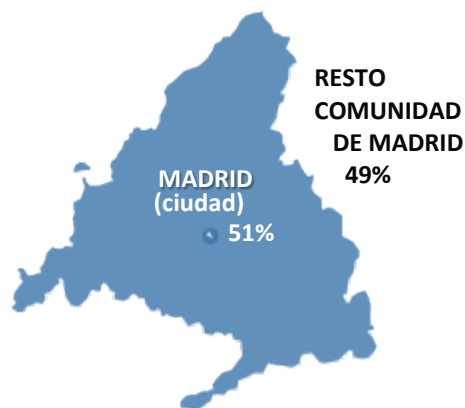 RESTO
COMUNIDAD
DE MADRID
49%
MADRID
(ciudad)
51%